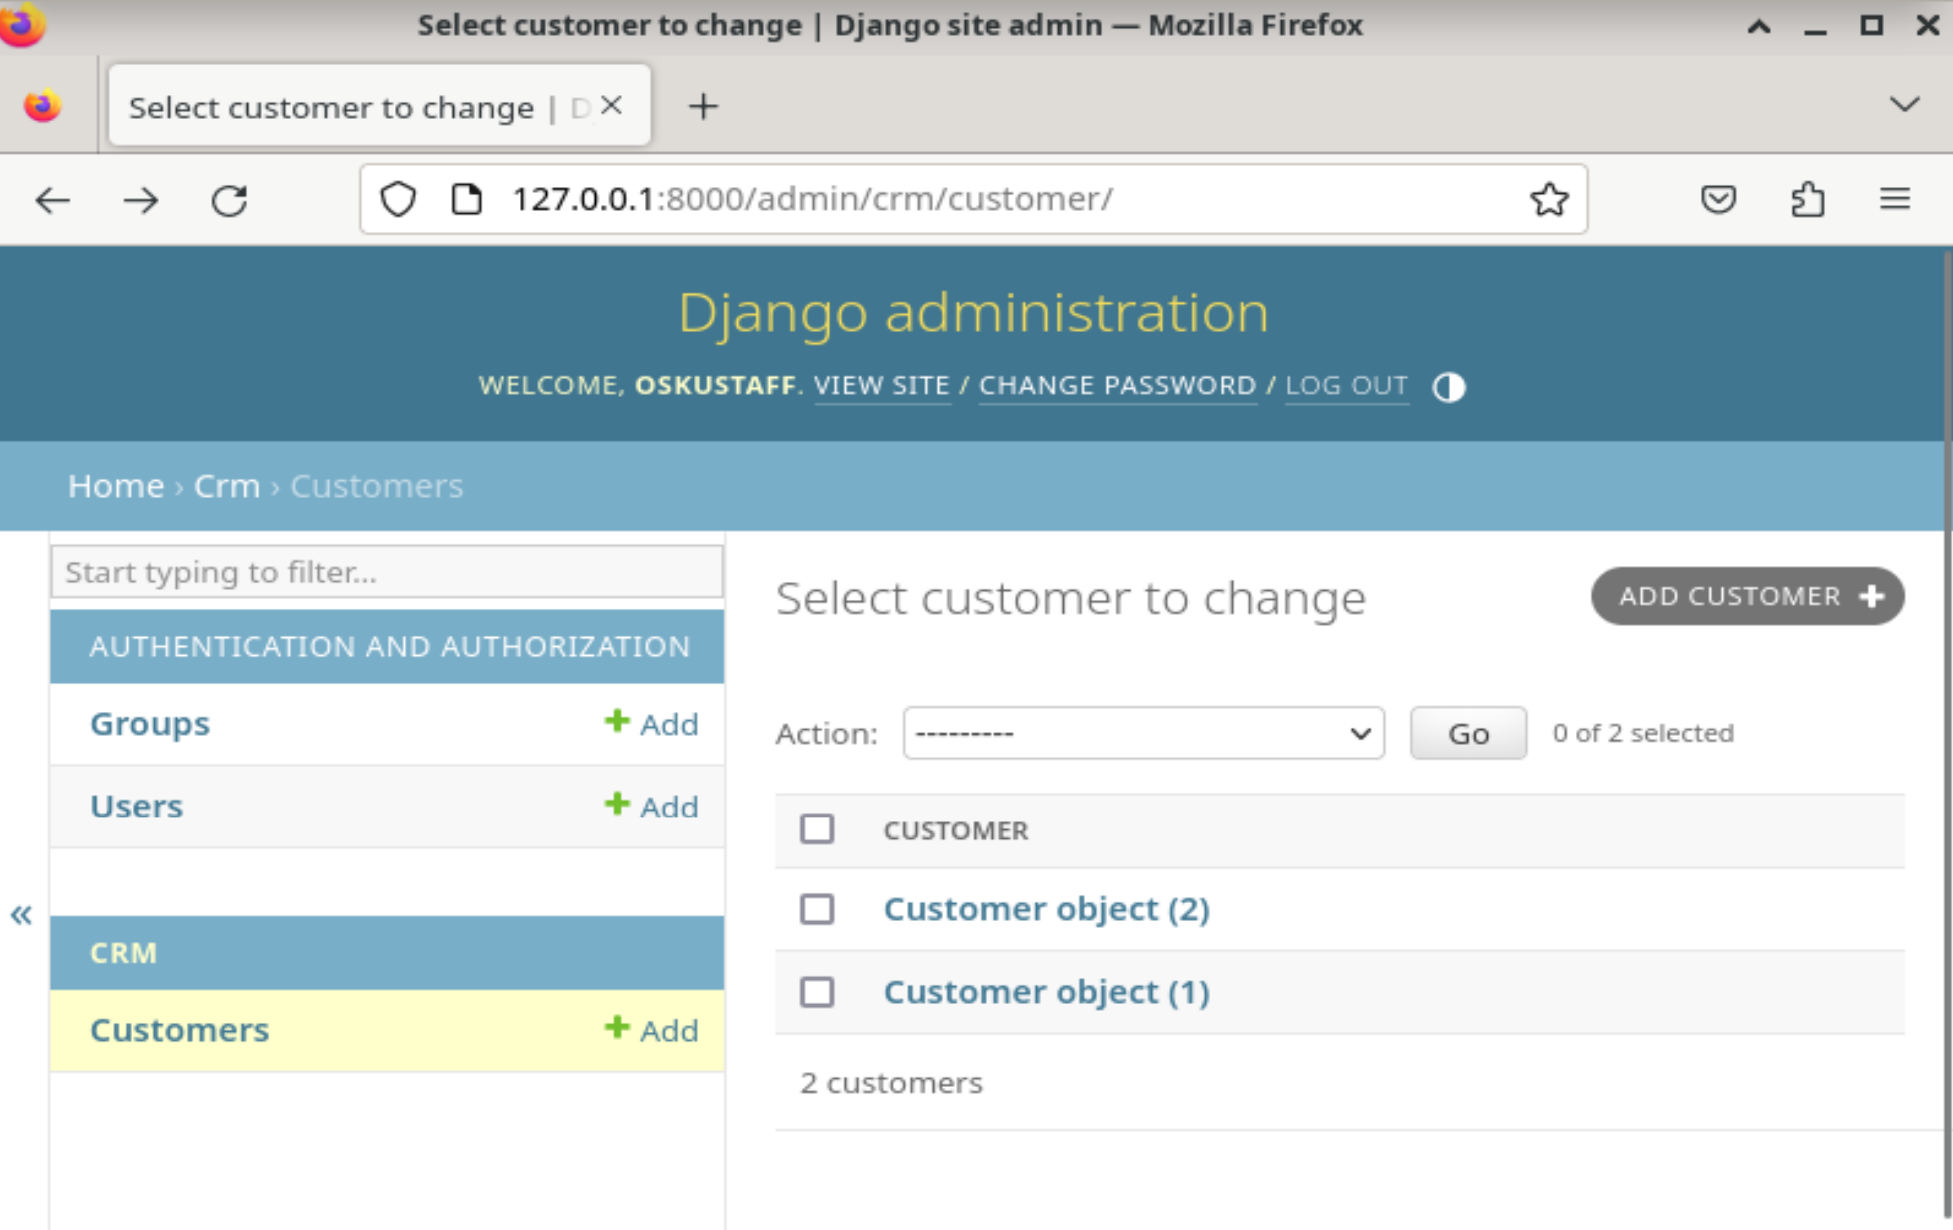 Select customer to change | Django site admin — Mozilla Firefox
Select customer to change | D
127.0.0.1:8000/admin/crm/customer/
Django administration
WELCOME, OSKUSTAFF. VIEW SITE / CHANGE PASSWORD / LOG OUT
Home › Crm › Customers
Start typing to filter...
AUTHENTICATION AND AUTHORIZATION
Groups + Add
Users + Add
«
CRM
Customers + Add
Select customer to change
ADD CUSTOMER +
Action: --------- Go 0 of 2 selected
CUSTOMER
Customer object (2)
Customer object (1)
2 customers